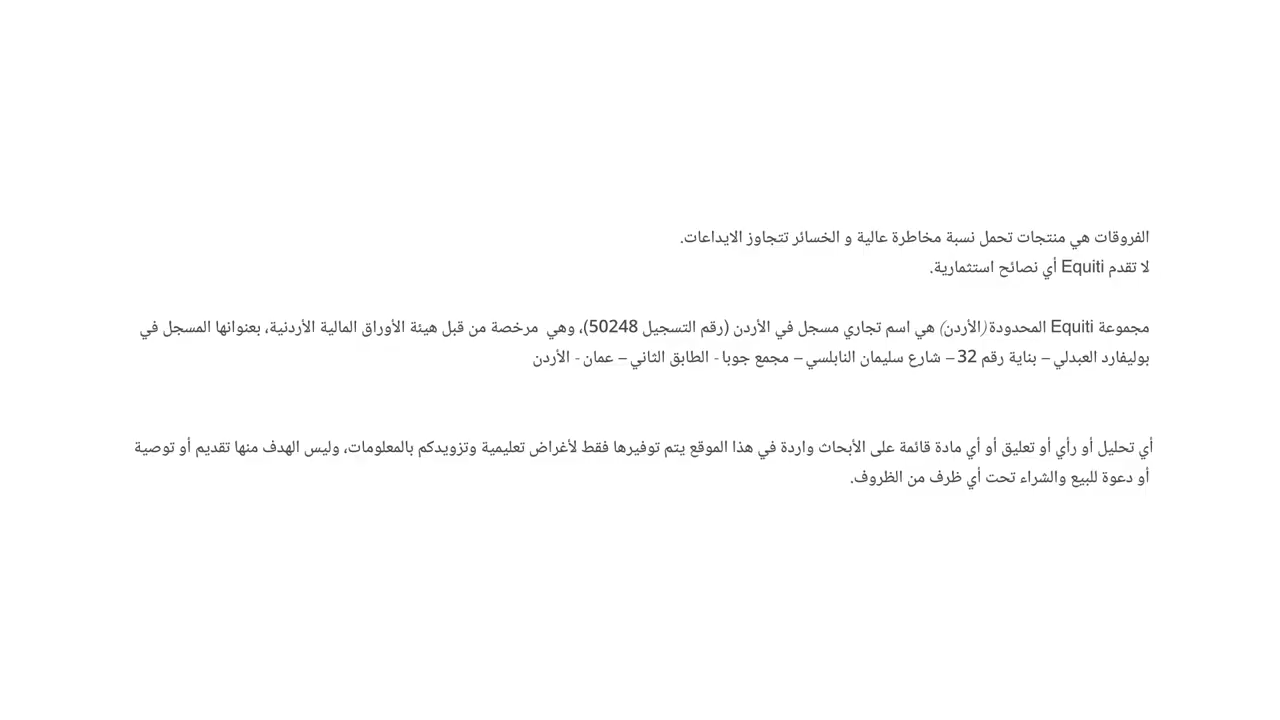 الفروقات هي منتجات تحمل نسبة مخاطرة عالية و الخسائر تتجاوز الايداعات.
لا تقدم Equiti أي نصائح استثمارية.
مجموعة Equiti المحدودة (الأردن) هي اسم تجاري مسجل في الأردن (رقم التسجيل 50248)، وهي مرخصة من قبل هيئة الأوراق المالية الأردنية، بعنوانها المسجل في
بوليفارد العبدلي – بناية رقم 32 – شارع سليمان النابلسي – مجمع جوبا - الطابق الثاني – عمان - الأردن
أي تحليل أو رأي أو تعليق أو أي مادة قائمة على الأبحاث واردة في هذا الموقع يتم توفيرها فقط لأغراض تعليمية وتزويدكم بالمعلومات، وليس الهدف منها تقديم أو توصية
أو دعوة للبيع والشراء تحت أي ظرف من الظروف.